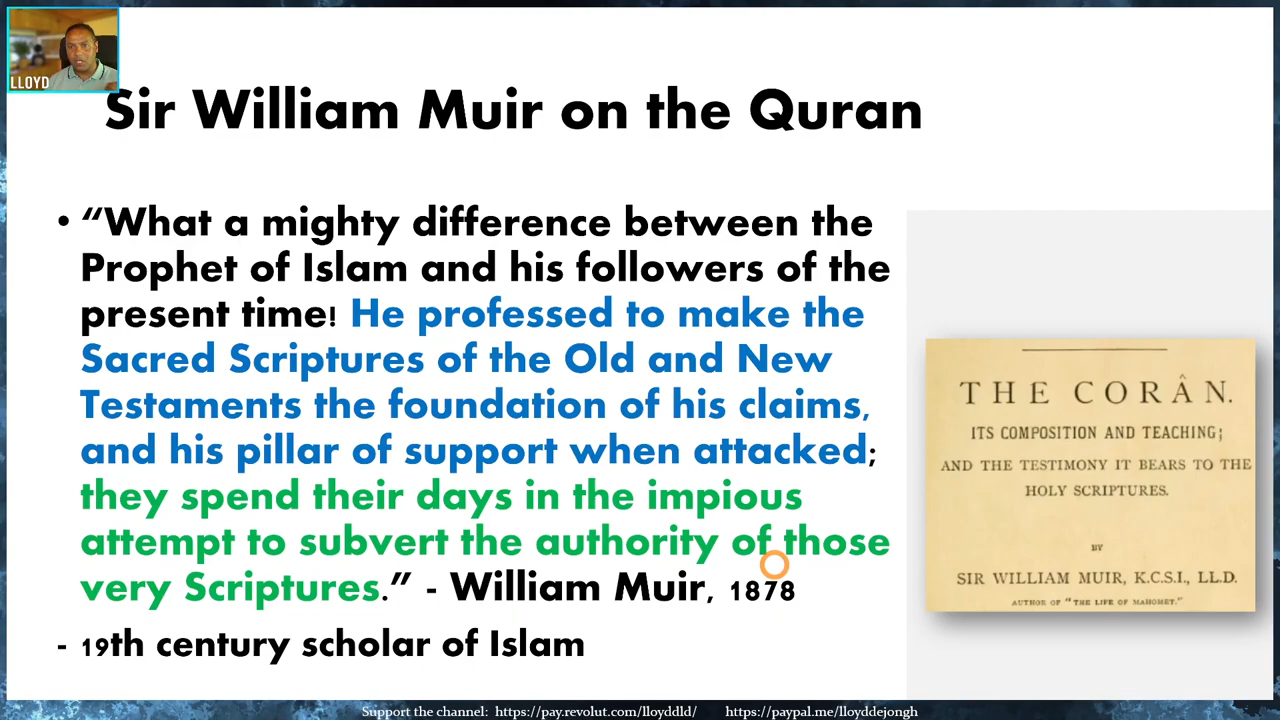 LLOYD
Sir William Muir on the Quran
• “What a mighty difference between the
Prophet of Islam and his followers of the
present time! He professed to make the
Sacred Scriptures of the Old and New
Testaments the foundation of his claims,
and his pillar of support when attacked;
they spend their days in the impious
attempt to subvert the authority of those
very Scriptures.” - William Muir, 1878
- 19th century scholar of Islam
THE CORÂN.
ITS COMPOSITION AND TEACHING;
AND THE TESTIMONY IT BEARS TO THE
HOLY SCRIPTURES.
BY
SIR WILLIAM MUIR, K.C.S.I., LL.D.
AUTHOR OF "THE LIFE OF MAHOMET."
Support the channel: https://pay.revolut.com/lloyddld/ https://paypal.me/lloyddejongh